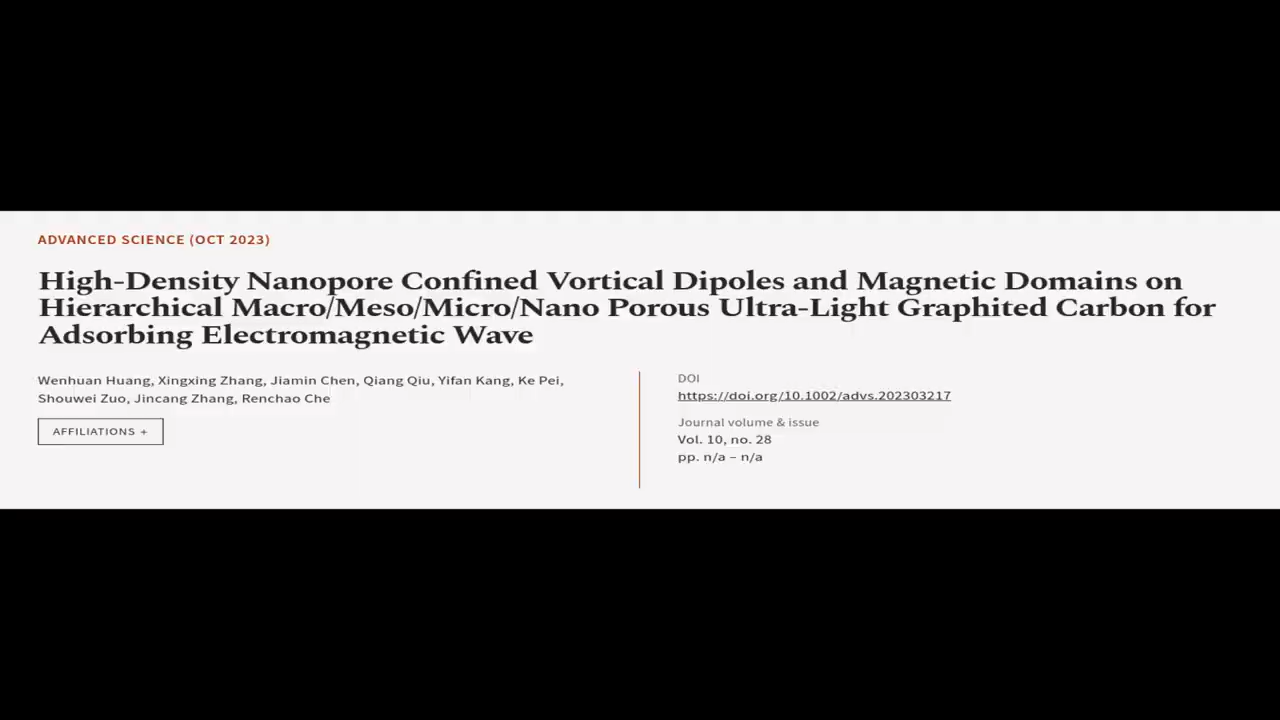 ADVANCED SCIENCE (OCT 2023)
High-Density Nanopore Confined Vortical Dipoles and Magnetic Domains on
Hierarchical Macro/Meso/Micro/Nano Porous Ultra-Light Graphited Carbon for
Adsorbing Electromagnetic Wave
Wenhuan Huang, Xingxing Zhang, Jiamin Chen, Qiang Qiu, Yifan Kang, Ke Pei,
Shouwei Zuo, Jincang Zhang, Renchao Che
AFFILIATIONS +
DOI
https://doi.org/10.1002/advs.202303217
Journal volume & issue
Vol. 10, no. 28
pp. n/a – n/a